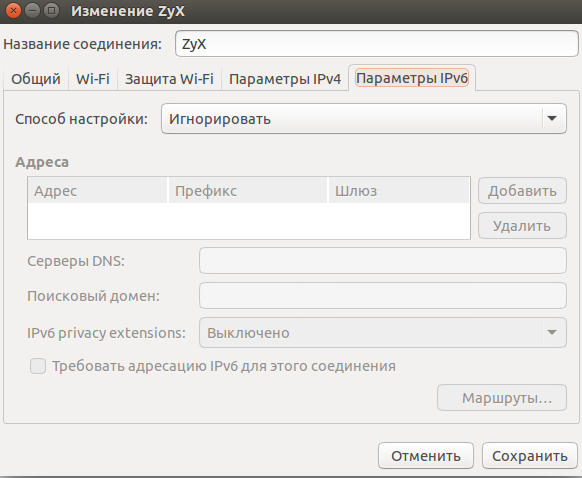 Изменение ZyX
Название соединения: ZyX
Общий Wi-Fi Защита Wi-Fi Параметры IPv4 Параметры IPv6
Способ настройки: Игнорировать
Адреса
Адрес Префикс Шлюз Добавить
Удалить
Серверы DNS:
Поисковый домен:
IPv6 privacy extensions: Выключено
Требовать адресацию IPv6 для этого соединения
Маршруты...
Отменить Сохранить